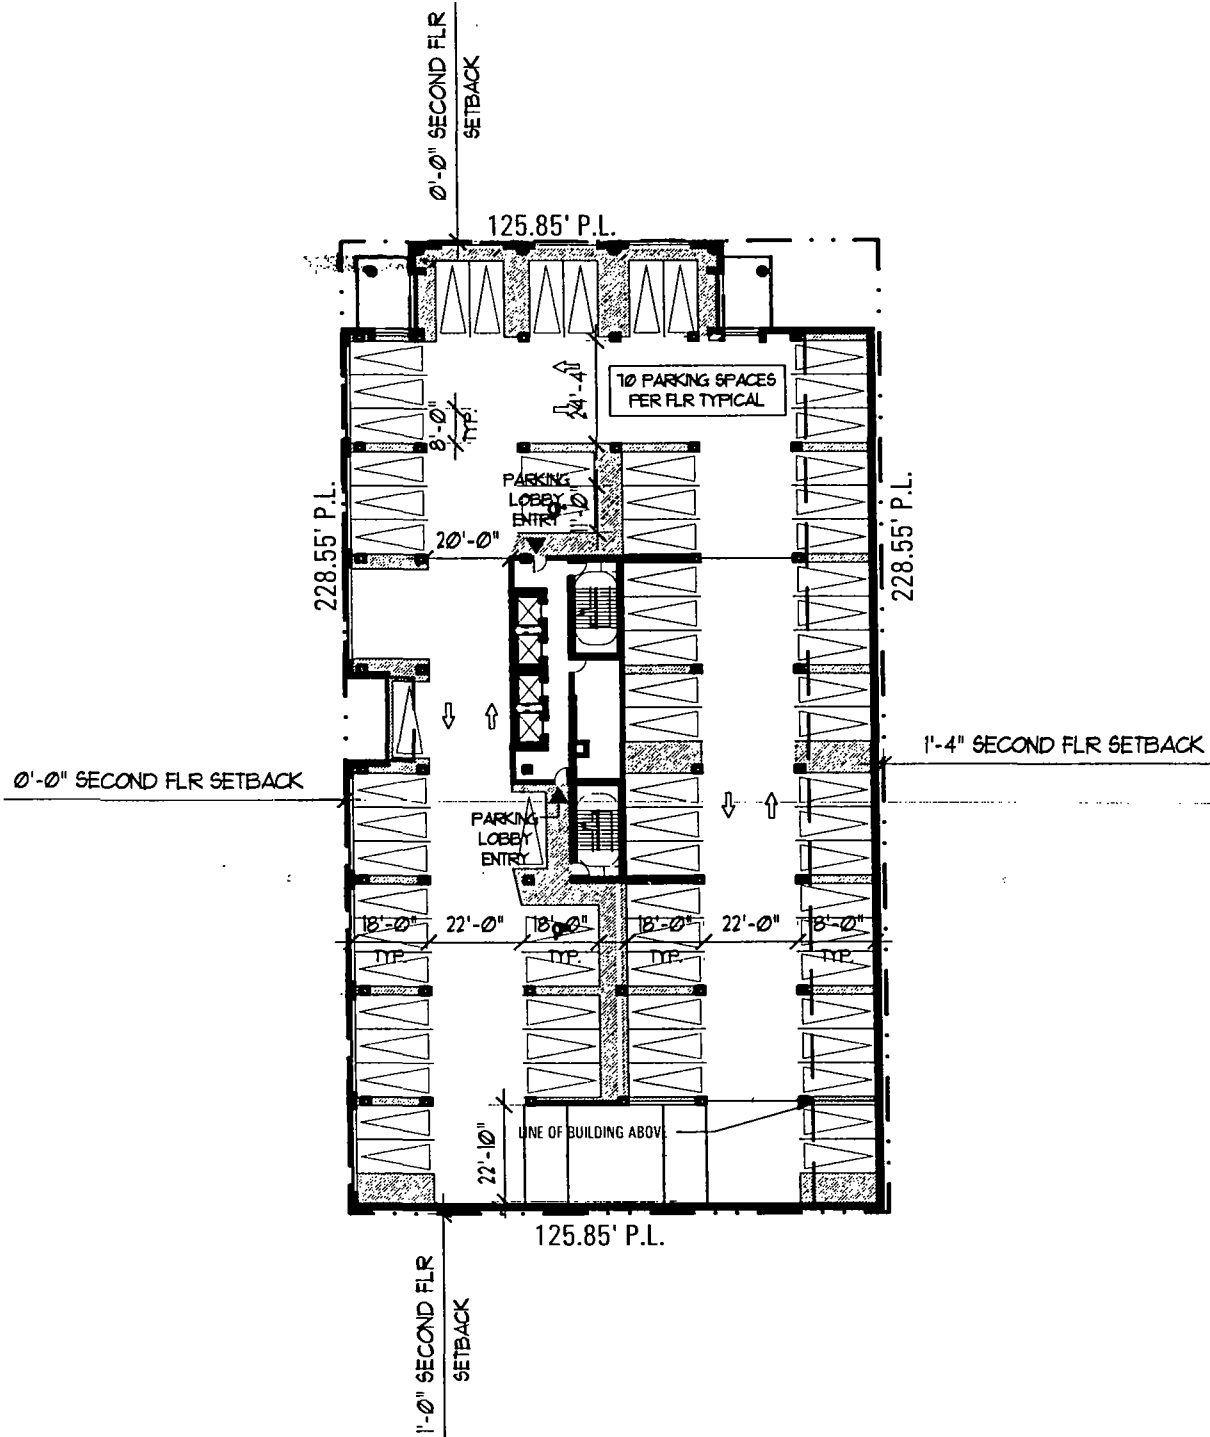 0'-0" SECOND FLR
SETBACK
125.85' P.L.
24'-4"
70 PARKING SPACES
PER FLR TYPICAL
8'-0"
TYP.
PARKING
LOBBY
ENTRY
228.55' P.L.
228.55' P.L.
20'-0"
1'-4" SECOND FLR SETBACK
0'-0" SECOND FLR SETBACK
PARKING
LOBBY
ENTRY
18'-0" 22'-0" 18'-0" 18'-0" 22'-0" 18'-0"
TYP. TYP. TYP. TYP.
22'-10"
LINE OF BUILDING ABOVE
125.85' P.L.
1'-0" SECOND FLR
SETBACK